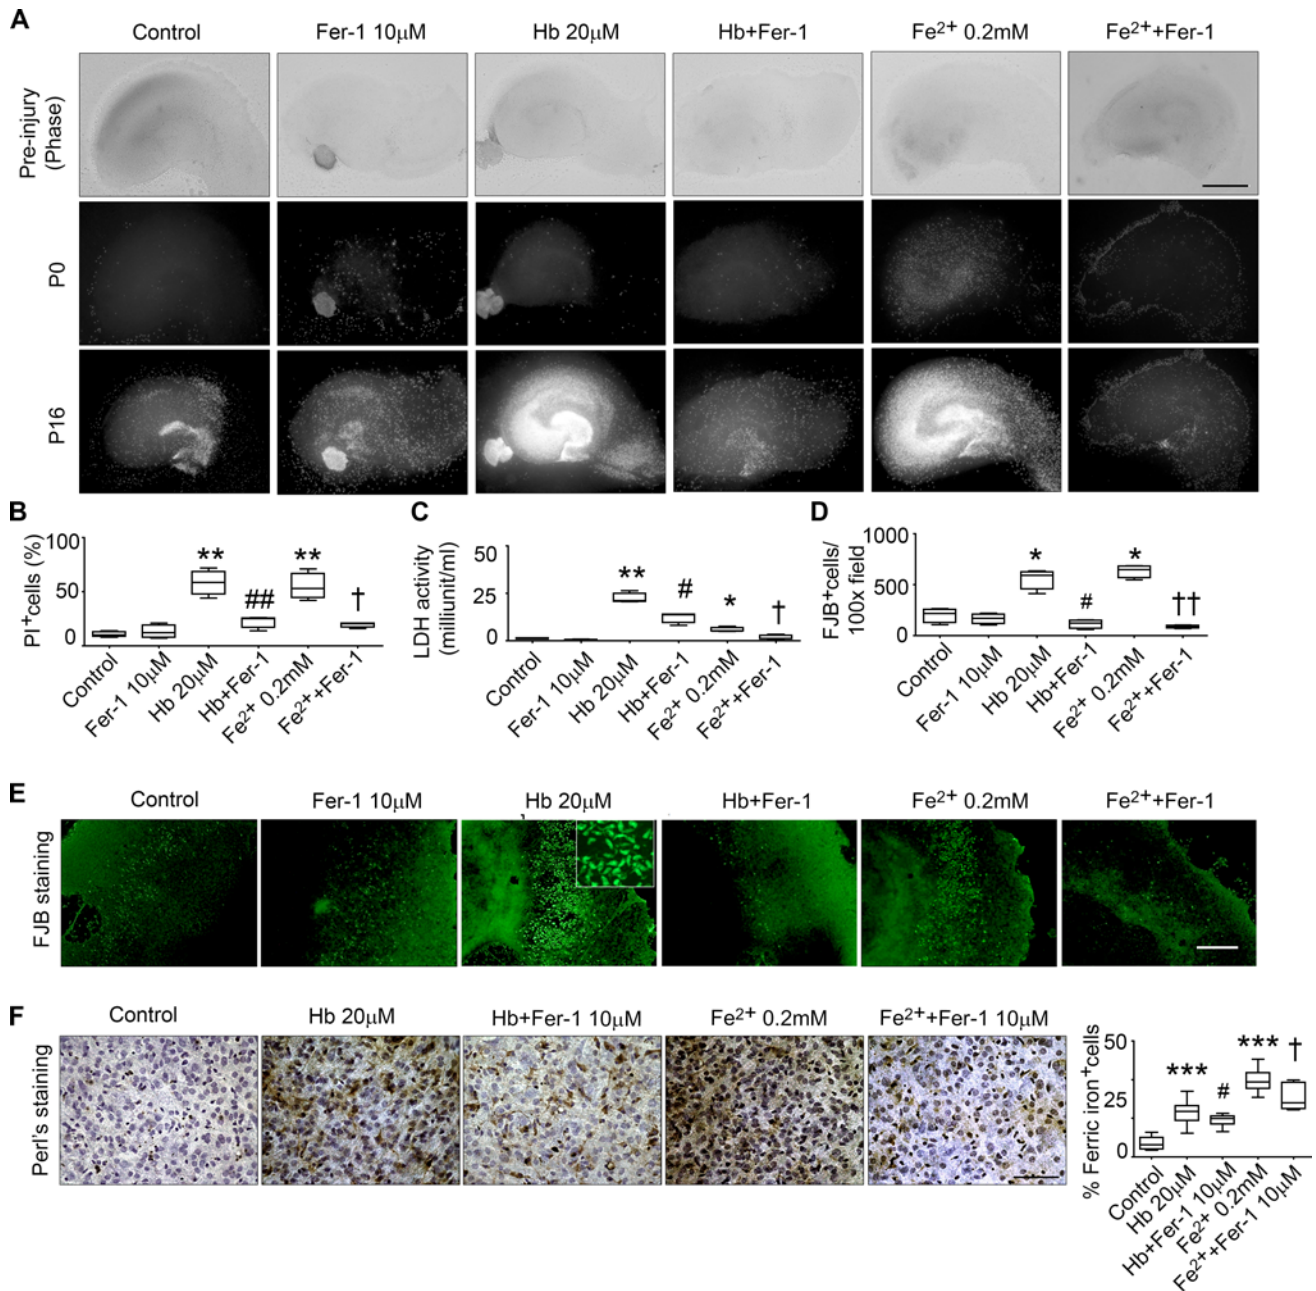 A
Control Fer-1 10μM Hb 20μM Hb+Fer-1 Fe²⁺ 0.2mM Fe²⁺+Fer-1
Pre-injury
(Phase)
P0
P16
B
PI⁺cells (%)
100
50
0
** ## ** †
Control Fer-1 10μM Hb 20μM Hb+Fer-1 Fe²⁺ 0.2mM Fe²⁺+Fer-1
C
LDH activity
(milliunit/ml)
50
25
0
** # * †
Control Fer-1 10μM Hb 20μM Hb+Fer-1 Fe²⁺ 0.2mM Fe²⁺+Fer-1
D
FJB⁺cells/
100x field
1000
500
0
* # * ††
Control Fer-1 10μM Hb 20μM Hb+Fer-1 Fe²⁺ 0.2mM Fe²⁺+Fer-1
E
Control Fer-1 10μM Hb 20μM Hb+Fer-1 Fe²⁺ 0.2mM Fe²⁺+Fer-1
FJB staining
F
Control Hb 20μM Hb+Fer-1 10μM Fe²⁺ 0.2mM Fe²⁺+Fer-1 10μM
Perl's staining
% Ferric iron⁺cells
50
25
0
*** # *** †
Control Hb 20μM Hb+Fer-1 10μM Fe²⁺ 0.2mM Fe²⁺+Fer-1 10μM